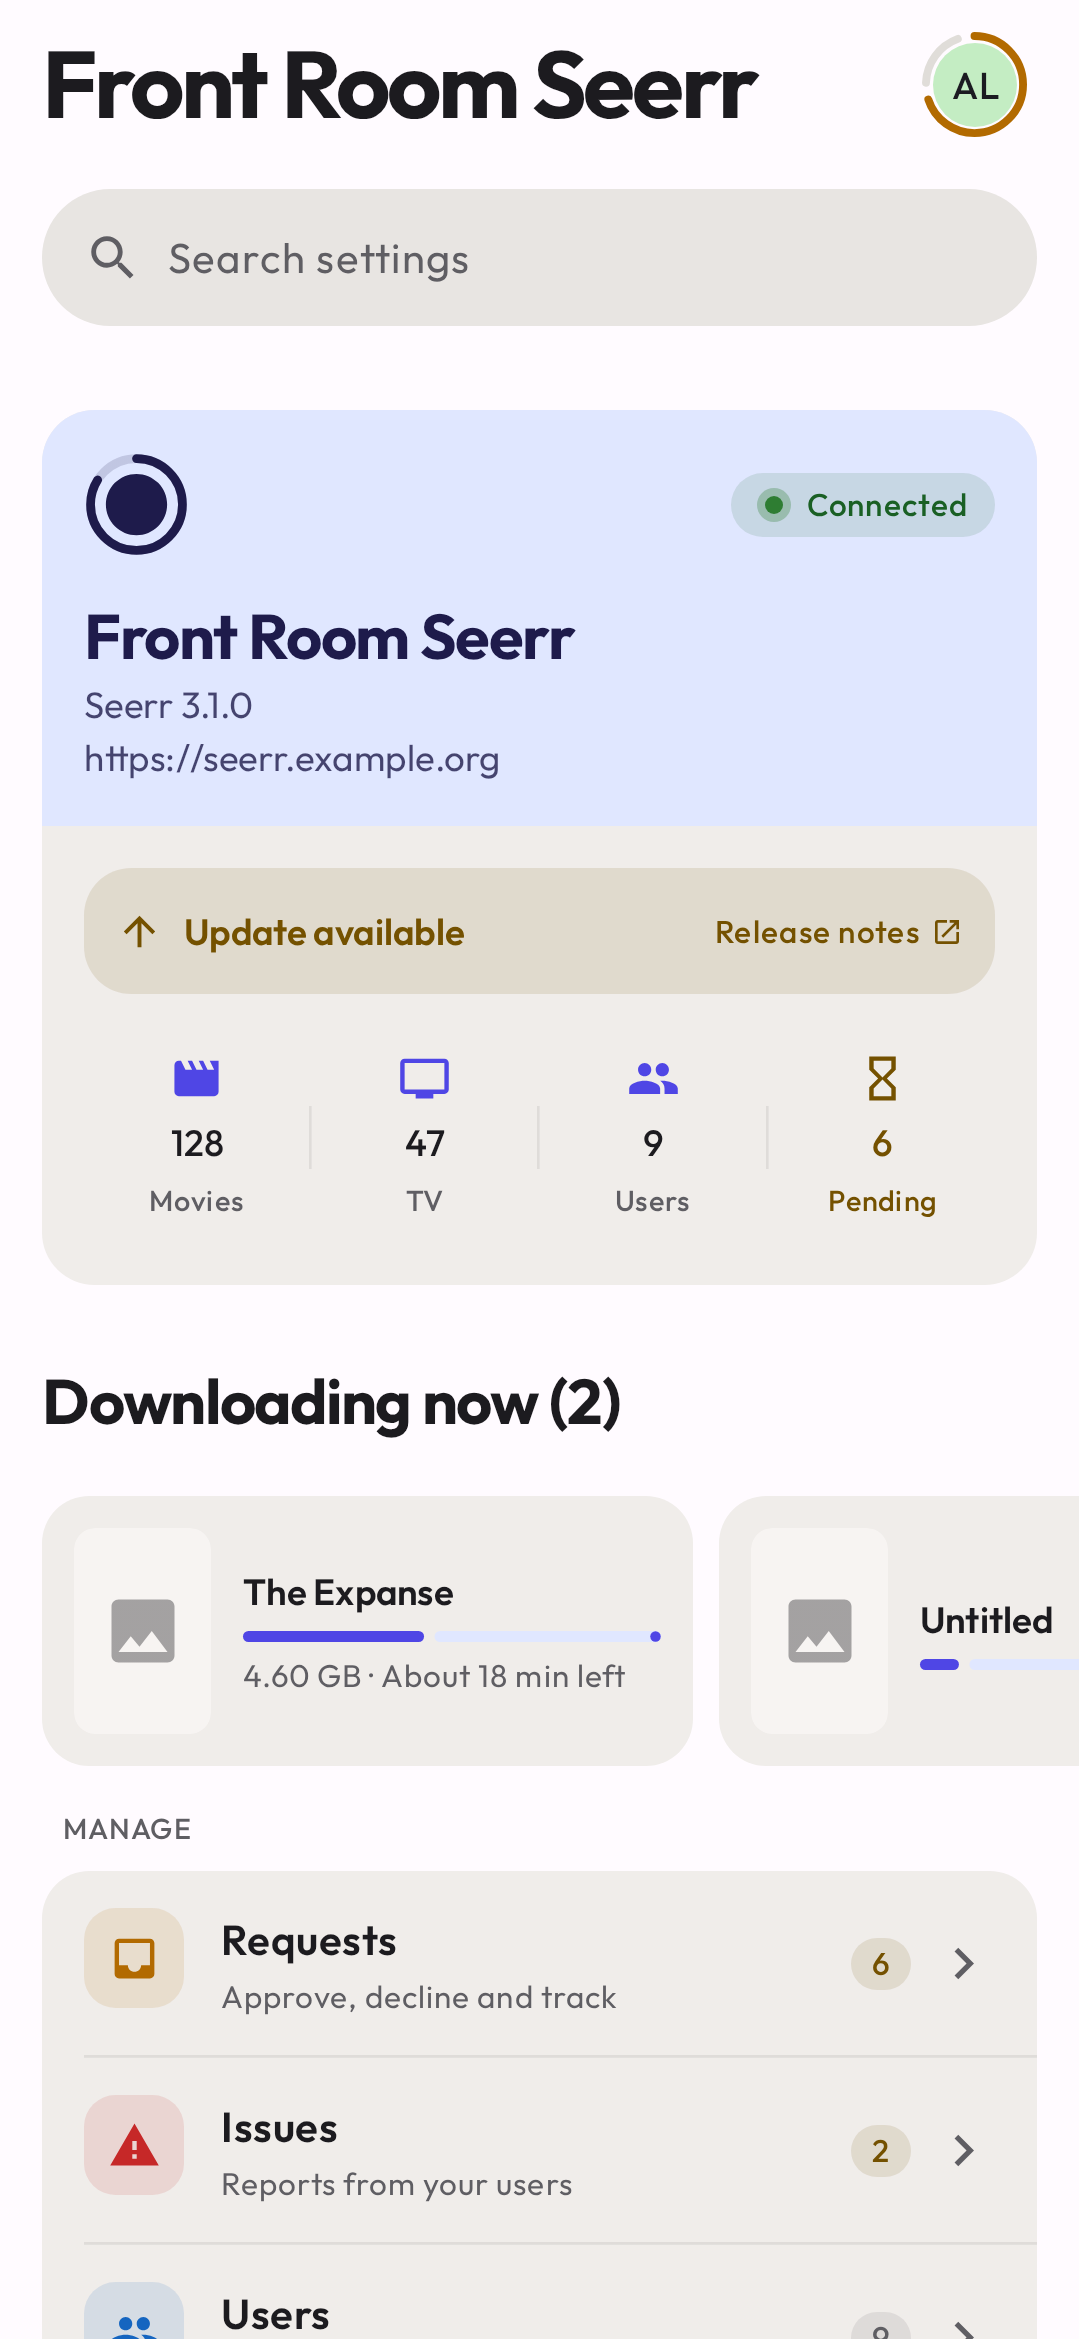 Front Room Seerr
AL
Search settings
Connected
Front Room Seerr
Seerr 3.1.0
https://seerr.example.org
Update available
Release notes
128
47
9
6
Movies
TV
Users
Pending
Downloading now (2)
The Expanse
4.60 GB · About 18 min left
Untitled
MANAGE
Requests
6
Approve, decline and track
Issues
2
Reports from your users
Users
9